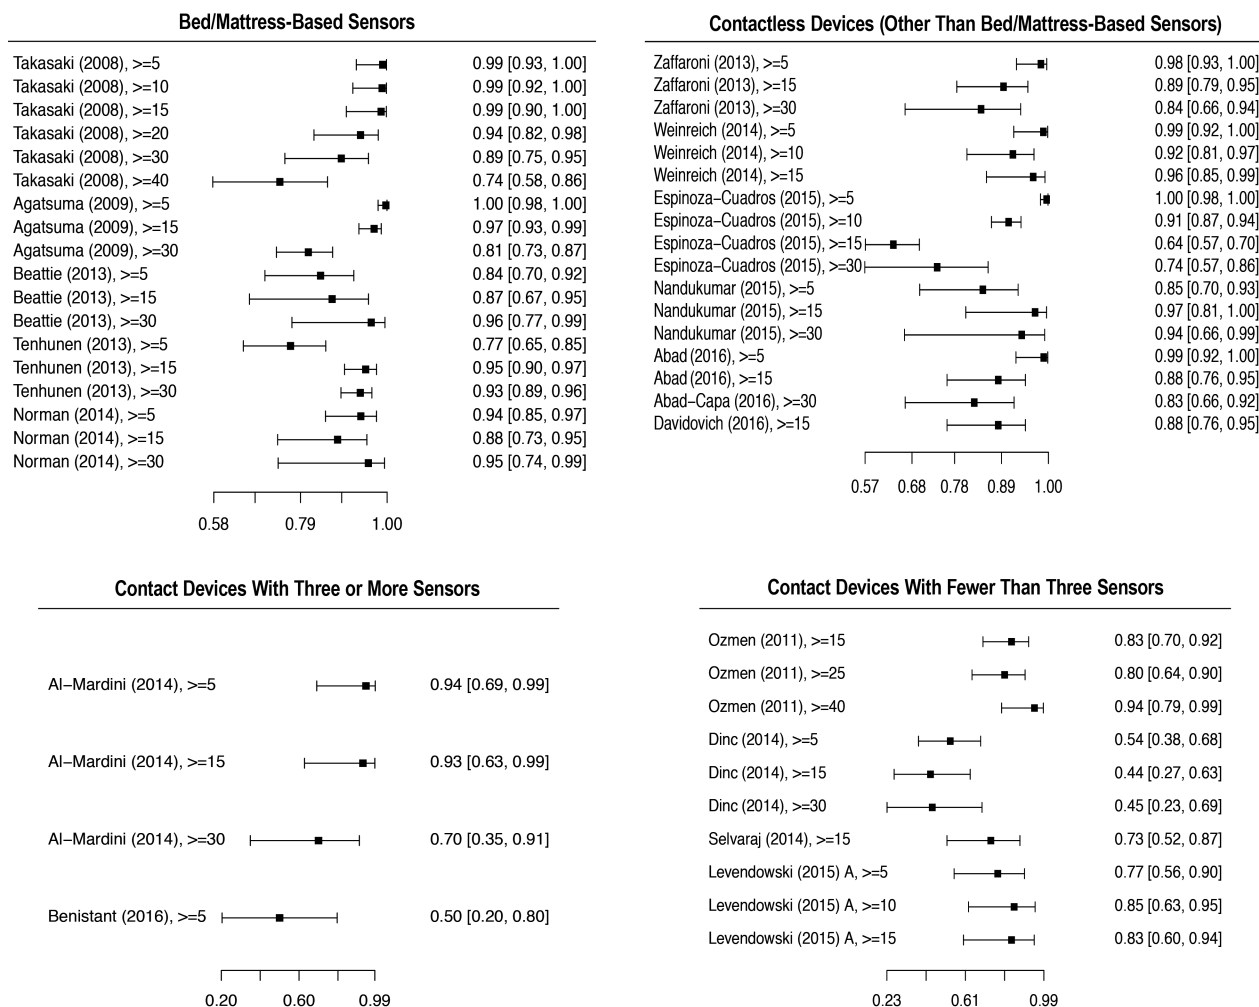 Bed/Mattress-Based Sensors
Takasaki (2008), >=5 0.99 [0.93, 1.00]
Takasaki (2008), >=10 0.99 [0.92, 1.00]
Takasaki (2008), >=15 0.99 [0.90, 1.00]
Takasaki (2008), >=20 0.94 [0.82, 0.98]
Takasaki (2008), >=30 0.89 [0.75, 0.95]
Takasaki (2008), >=40 0.74 [0.58, 0.86]
Agatsuma (2009), >=5 1.00 [0.98, 1.00]
Agatsuma (2009), >=15 0.97 [0.93, 0.99]
Agatsuma (2009), >=30 0.81 [0.73, 0.87]
Beattie (2013), >=5 0.84 [0.70, 0.92]
Beattie (2013), >=15 0.87 [0.67, 0.95]
Beattie (2013), >=30 0.96 [0.77, 0.99]
Tenhunen (2013), >=5 0.77 [0.65, 0.85]
Tenhunen (2013), >=15 0.95 [0.90, 0.97]
Tenhunen (2013), >=30 0.93 [0.89, 0.96]
Norman (2014), >=5 0.94 [0.85, 0.97]
Norman (2014), >=15 0.88 [0.73, 0.95]
Norman (2014), >=30 0.95 [0.74, 0.99]
0.58 0.79 1.00
Contactless Devices (Other Than Bed/Mattress-Based Sensors)
Zaffaroni (2013), >=5 0.98 [0.93, 1.00]
Zaffaroni (2013), >=15 0.89 [0.79, 0.95]
Zaffaroni (2013), >=30 0.84 [0.66, 0.94]
Weinreich (2014), >=5 0.99 [0.92, 1.00]
Weinreich (2014), >=10 0.92 [0.81, 0.97]
Weinreich (2014), >=15 0.96 [0.85, 0.99]
Espinoza−Cuadros (2015), >=5 1.00 [0.98, 1.00]
Espinoza−Cuadros (2015), >=10 0.91 [0.87, 0.94]
Espinoza−Cuadros (2015), >=15 0.64 [0.57, 0.70]
Espinoza−Cuadros (2015), >=30 0.74 [0.57, 0.86]
Nandukumar (2015), >=5 0.85 [0.70, 0.93]
Nandukumar (2015), >=15 0.97 [0.81, 1.00]
Nandukumar (2015), >=30 0.94 [0.66, 0.99]
Abad (2016), >=5 0.99 [0.92, 1.00]
Abad (2016), >=15 0.88 [0.76, 0.95]
Abad−Capa (2016), >=30 0.83 [0.66, 0.92]
Davidovich (2016), >=15 0.88 [0.76, 0.95]
0.57 0.68 0.78 0.89 1.00
Contact Devices With Three or More Sensors
Al−Mardini (2014), >=5 0.94 [0.69, 0.99]
Al−Mardini (2014), >=15 0.93 [0.63, 0.99]
Al−Mardini (2014), >=30 0.70 [0.35, 0.91]
Benistant (2016), >=5 0.50 [0.20, 0.80]
0.20 0.60 0.99
Contact Devices With Fewer Than Three Sensors
Ozmen (2011), >=15 0.83 [0.70, 0.92]
Ozmen (2011), >=25 0.80 [0.64, 0.90]
Ozmen (2011), >=40 0.94 [0.79, 0.99]
Dinc (2014), >=5 0.54 [0.38, 0.68]
Dinc (2014), >=15 0.44 [0.27, 0.63]
Dinc (2014), >=30 0.45 [0.23, 0.69]
Selvaraj (2014), >=15 0.73 [0.52, 0.87]
Levendowski (2015) A, >=5 0.77 [0.56, 0.90]
Levendowski (2015) A, >=10 0.85 [0.63, 0.95]
Levendowski (2015) A, >=15 0.83 [0.60, 0.94]
0.23 0.61 0.99